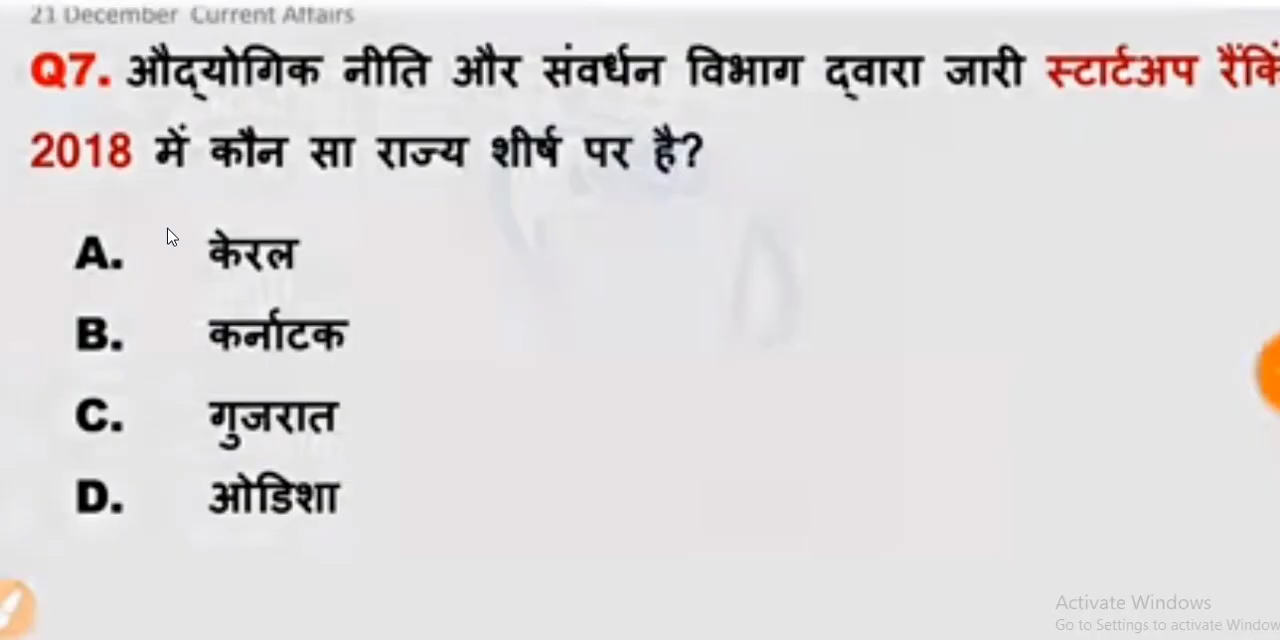 21 December Current Affairs
Q7. औद्योगिक नीति और संवर्धन विभाग द्वारा जारी स्टार्टअप रैंकिं
2018 में कौन सा राज्य शीर्ष पर है?
A. केरल
B. कर्नाटक
C. गुजरात
D. ओडिशा
Activate Windows
Go to Settings to activate Window